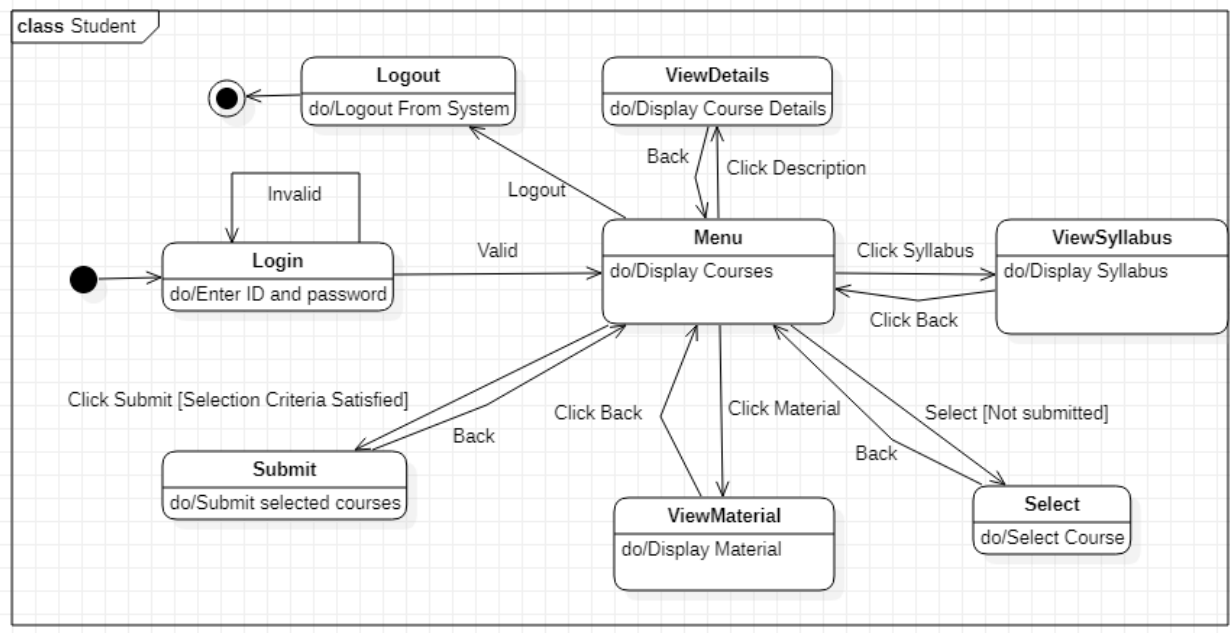 class Student
Logout
do/Logout From System
ViewDetails
do/Display Course Details
Back
Click Description
Logout
Invalid
Login
do/Enter ID and password
Valid
Menu
do/Display Courses
Click Syllabus
ViewSyllabus
do/Display Syllabus
Click Back
Click Submit [Selection Criteria Satisfied]
Back
Click Back
Click Material
Select [Not submitted]
Back
Submit
do/Submit selected courses
ViewMaterial
do/Display Material
Select
do/Select Course